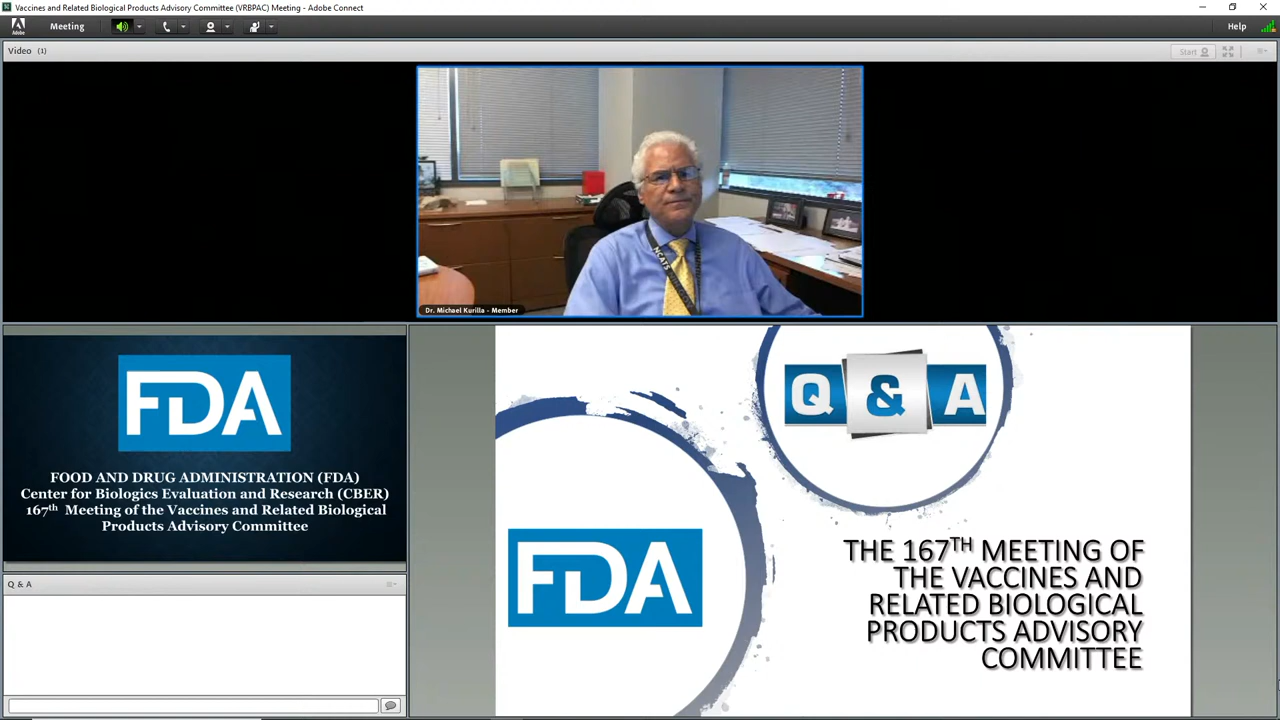 Vaccines and Related Biological Products Advisory Committee (VRBPAC) Meeting - Adobe Connect
Adobe
Meeting
Help
Video (1)
Start
NCATS
Dr. Michael Kurilla - Member
FDA
FOOD AND DRUG ADMINISTRATION (FDA)
Center for Biologics Evaluation and Research (CBER)
167th Meeting of the Vaccines and Related Biological
Products Advisory Committee
Q & A
Q & A
FDA
THE 167TH MEETING OF
THE VACCINES AND
RELATED BIOLOGICAL
PRODUCTS ADVISORY
COMMITTEE